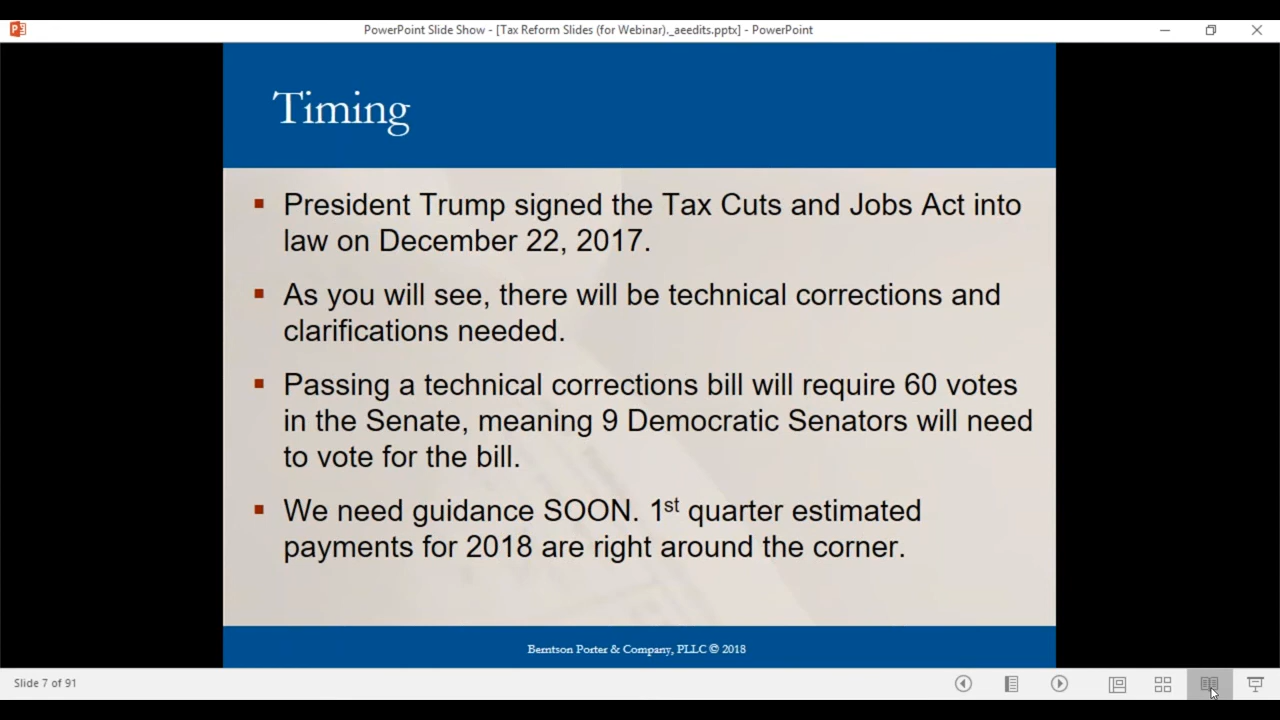 PowerPoint Slide Show - [Tax Reform Slides (for Webinar)._aeedits.pptx] - PowerPoint
Timing
President Trump signed the Tax Cuts and Jobs Act into
law on December 22, 2017.
As you will see, there will be technical corrections and
clarifications needed.
Passing a technical corrections bill will require 60 votes
in the Senate, meaning 9 Democratic Senators will need
to vote for the bill.
We need guidance SOON. 1st quarter estimated
payments for 2018 are right around the corner.
Berntson Porter & Company, PLLC © 2018
Slide 7 of 91